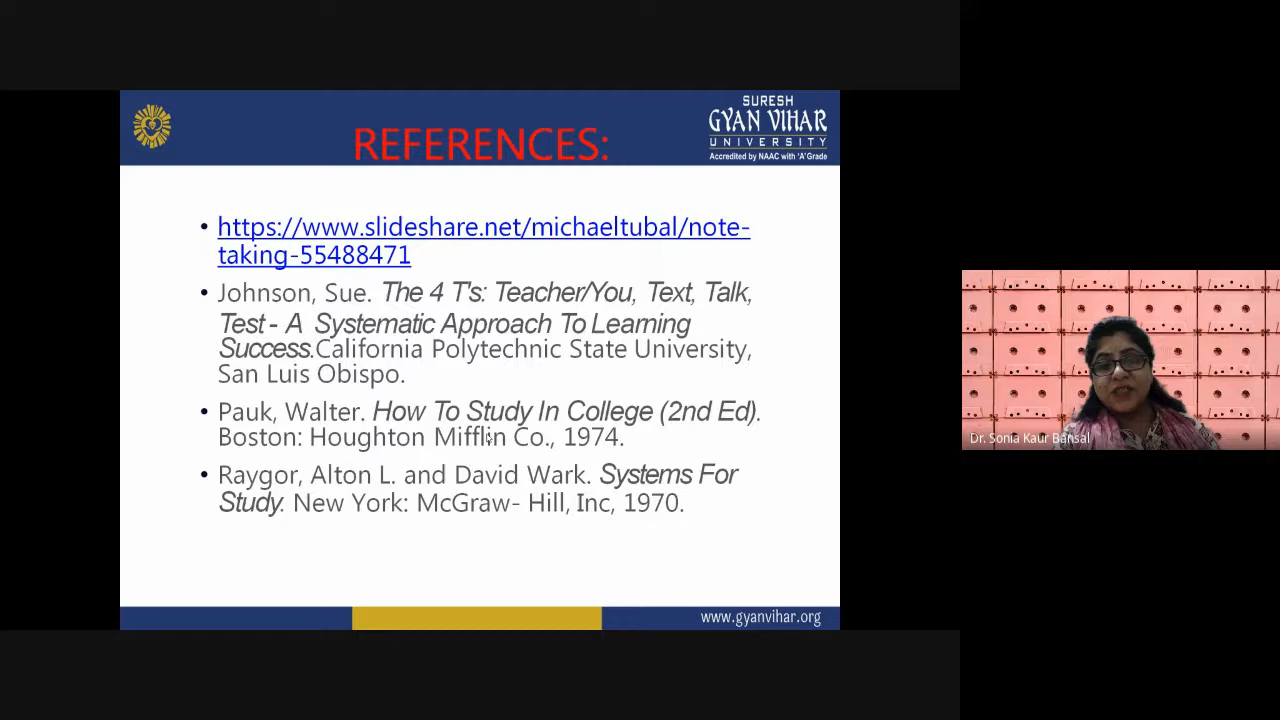 SURESH
GYAN VIHAR
UNIVERSITY
Accredited by NAAC with 'A' Grade
REFERENCES:
• https://www.slideshare.net/michaeltubal/note-
taking-55488471
• Johnson, Sue. The 4 T's: Teacher/You, Text, Talk,
Test - A Systematic Approach To Learning
Success.California Polytechnic State University,
San Luis Obispo.
• Pauk, Walter. How To Study In College (2nd Ed).
Boston: Houghton Mifflin Co., 1974.
• Raygor, Alton L. and David Wark. Systems For
Study. New York: McGraw- Hill, Inc, 1970.
www.gyanvihar.org
Dr. Sonia Kaur Bansal